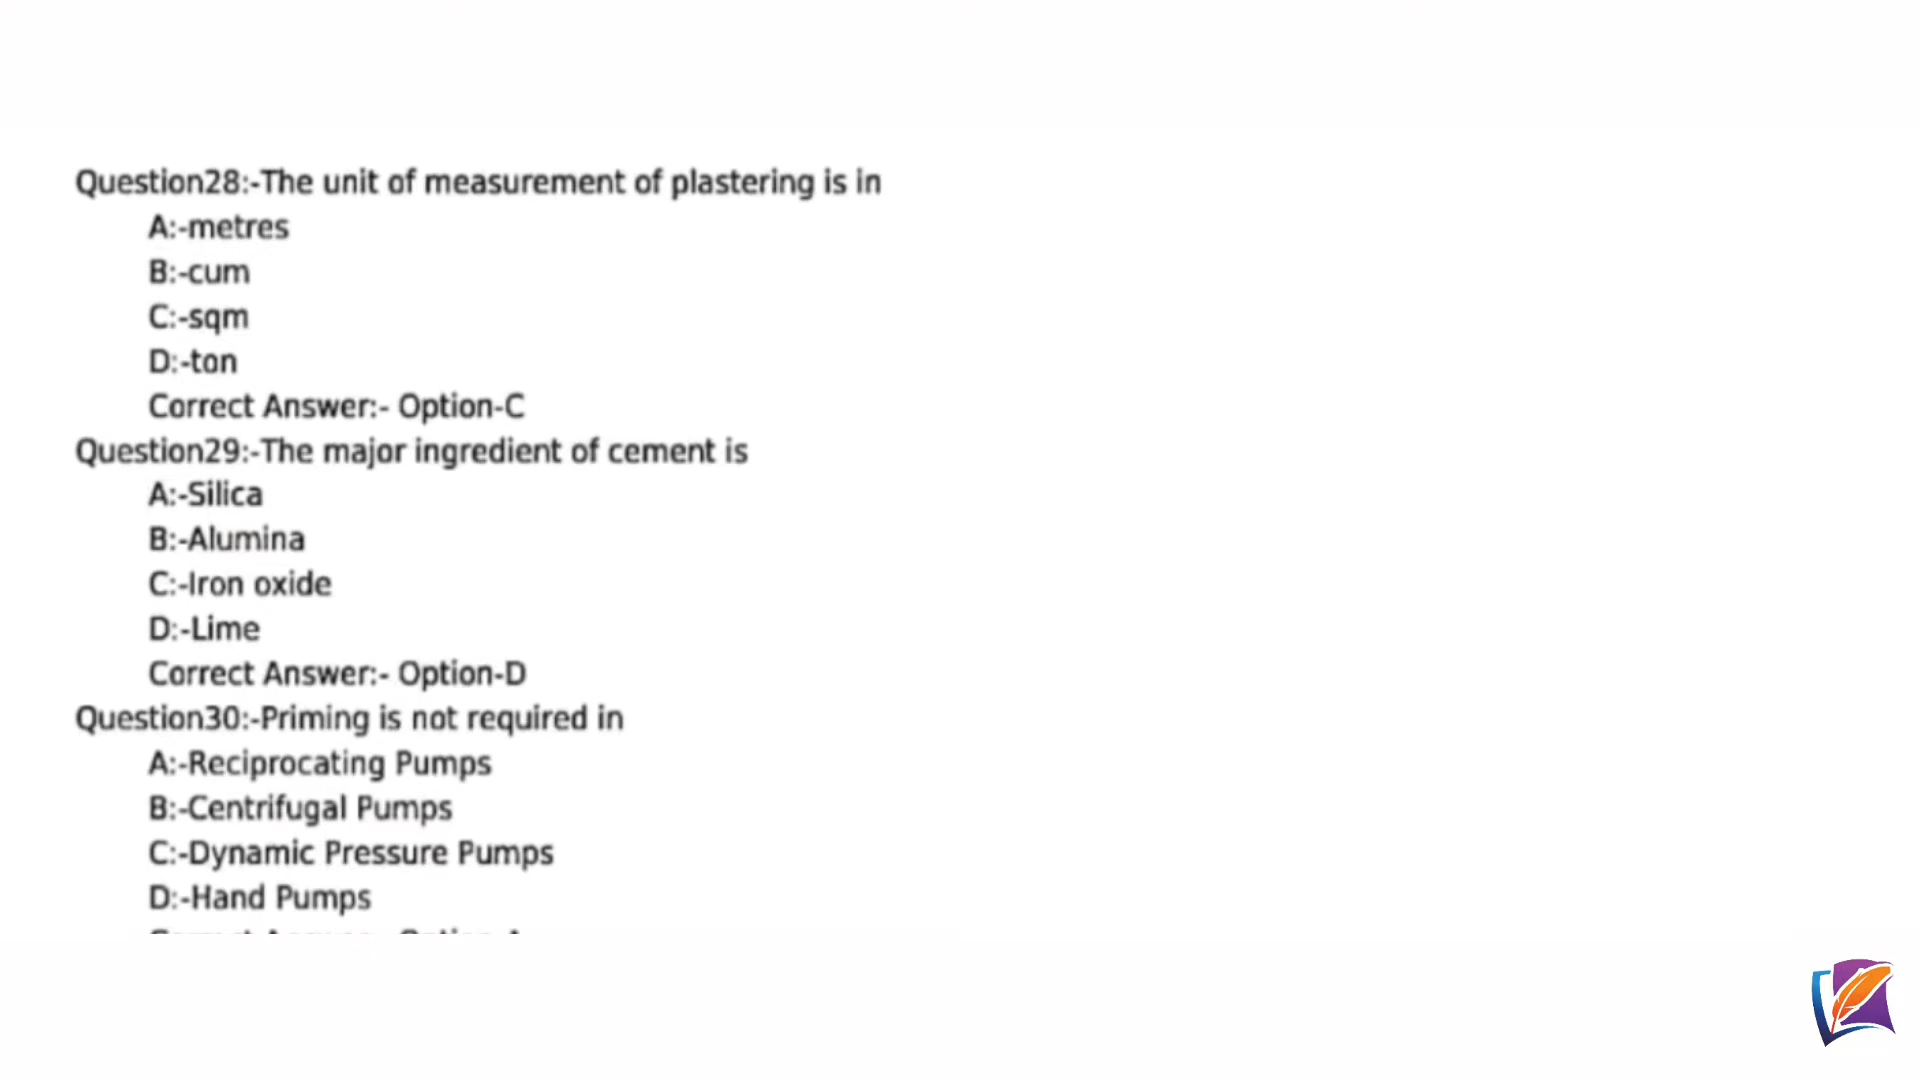 Question28:-The unit of measurement of plastering is in
A:-metres
B:-cum
C:-sqm
D:-ton
Correct Answer:- Option-C
Question29:-The major ingredient of cement is
A:-Silica
B:-Alumina
C:-Iron oxide
D:-Lime
Correct Answer:- Option-D
Question30:-Priming is not required in
A:-Reciprocating Pumps
B:-Centrifugal Pumps
C:-Dynamic Pressure Pumps
D:-Hand Pumps